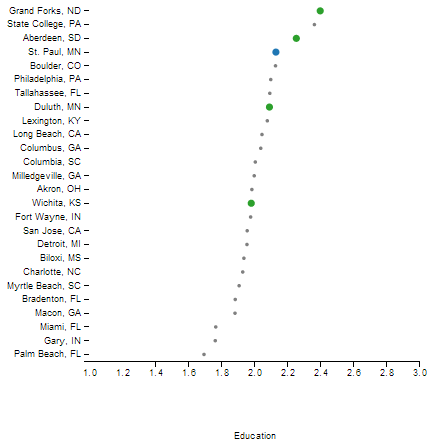 Grand Forks, ND
State College, PA
Aberdeen, SD
St. Paul, MN
Boulder, CO
Philadelphia, PA
Tallahassee, FL
Duluth, MN
Lexington, KY
Long Beach, CA
Columbus, GA
Columbia, SC
Milledgeville, GA
Akron, OH
Wichita, KS
Fort Wayne, IN
San Jose, CA
Detroit, MI
Biloxi, MS
Charlotte, NC
Myrtle Beach, SC
Bradenton, FL
Macon, GA
Miami, FL
Gary, IN
Palm Beach, FL
1.0 1.2 1.4 1.6 1.8 2.0 2.2 2.4 2.6 2.8 3.0
Education